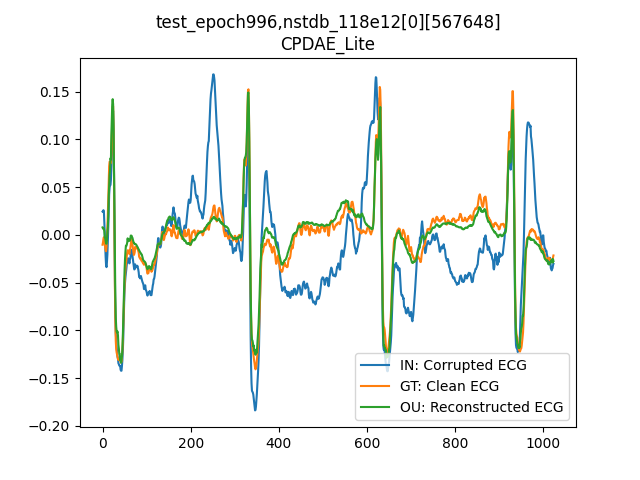 test_epoch996,nstdb_118e12[0][567648]
CPDAE_Lite
0.15
0.10
0.05
0.00
−0.05
−0.10
−0.15
−0.20
IN: Corrupted ECG
GT: Clean ECG
OU: Reconstructed ECG
0 200 400 600 800 1000